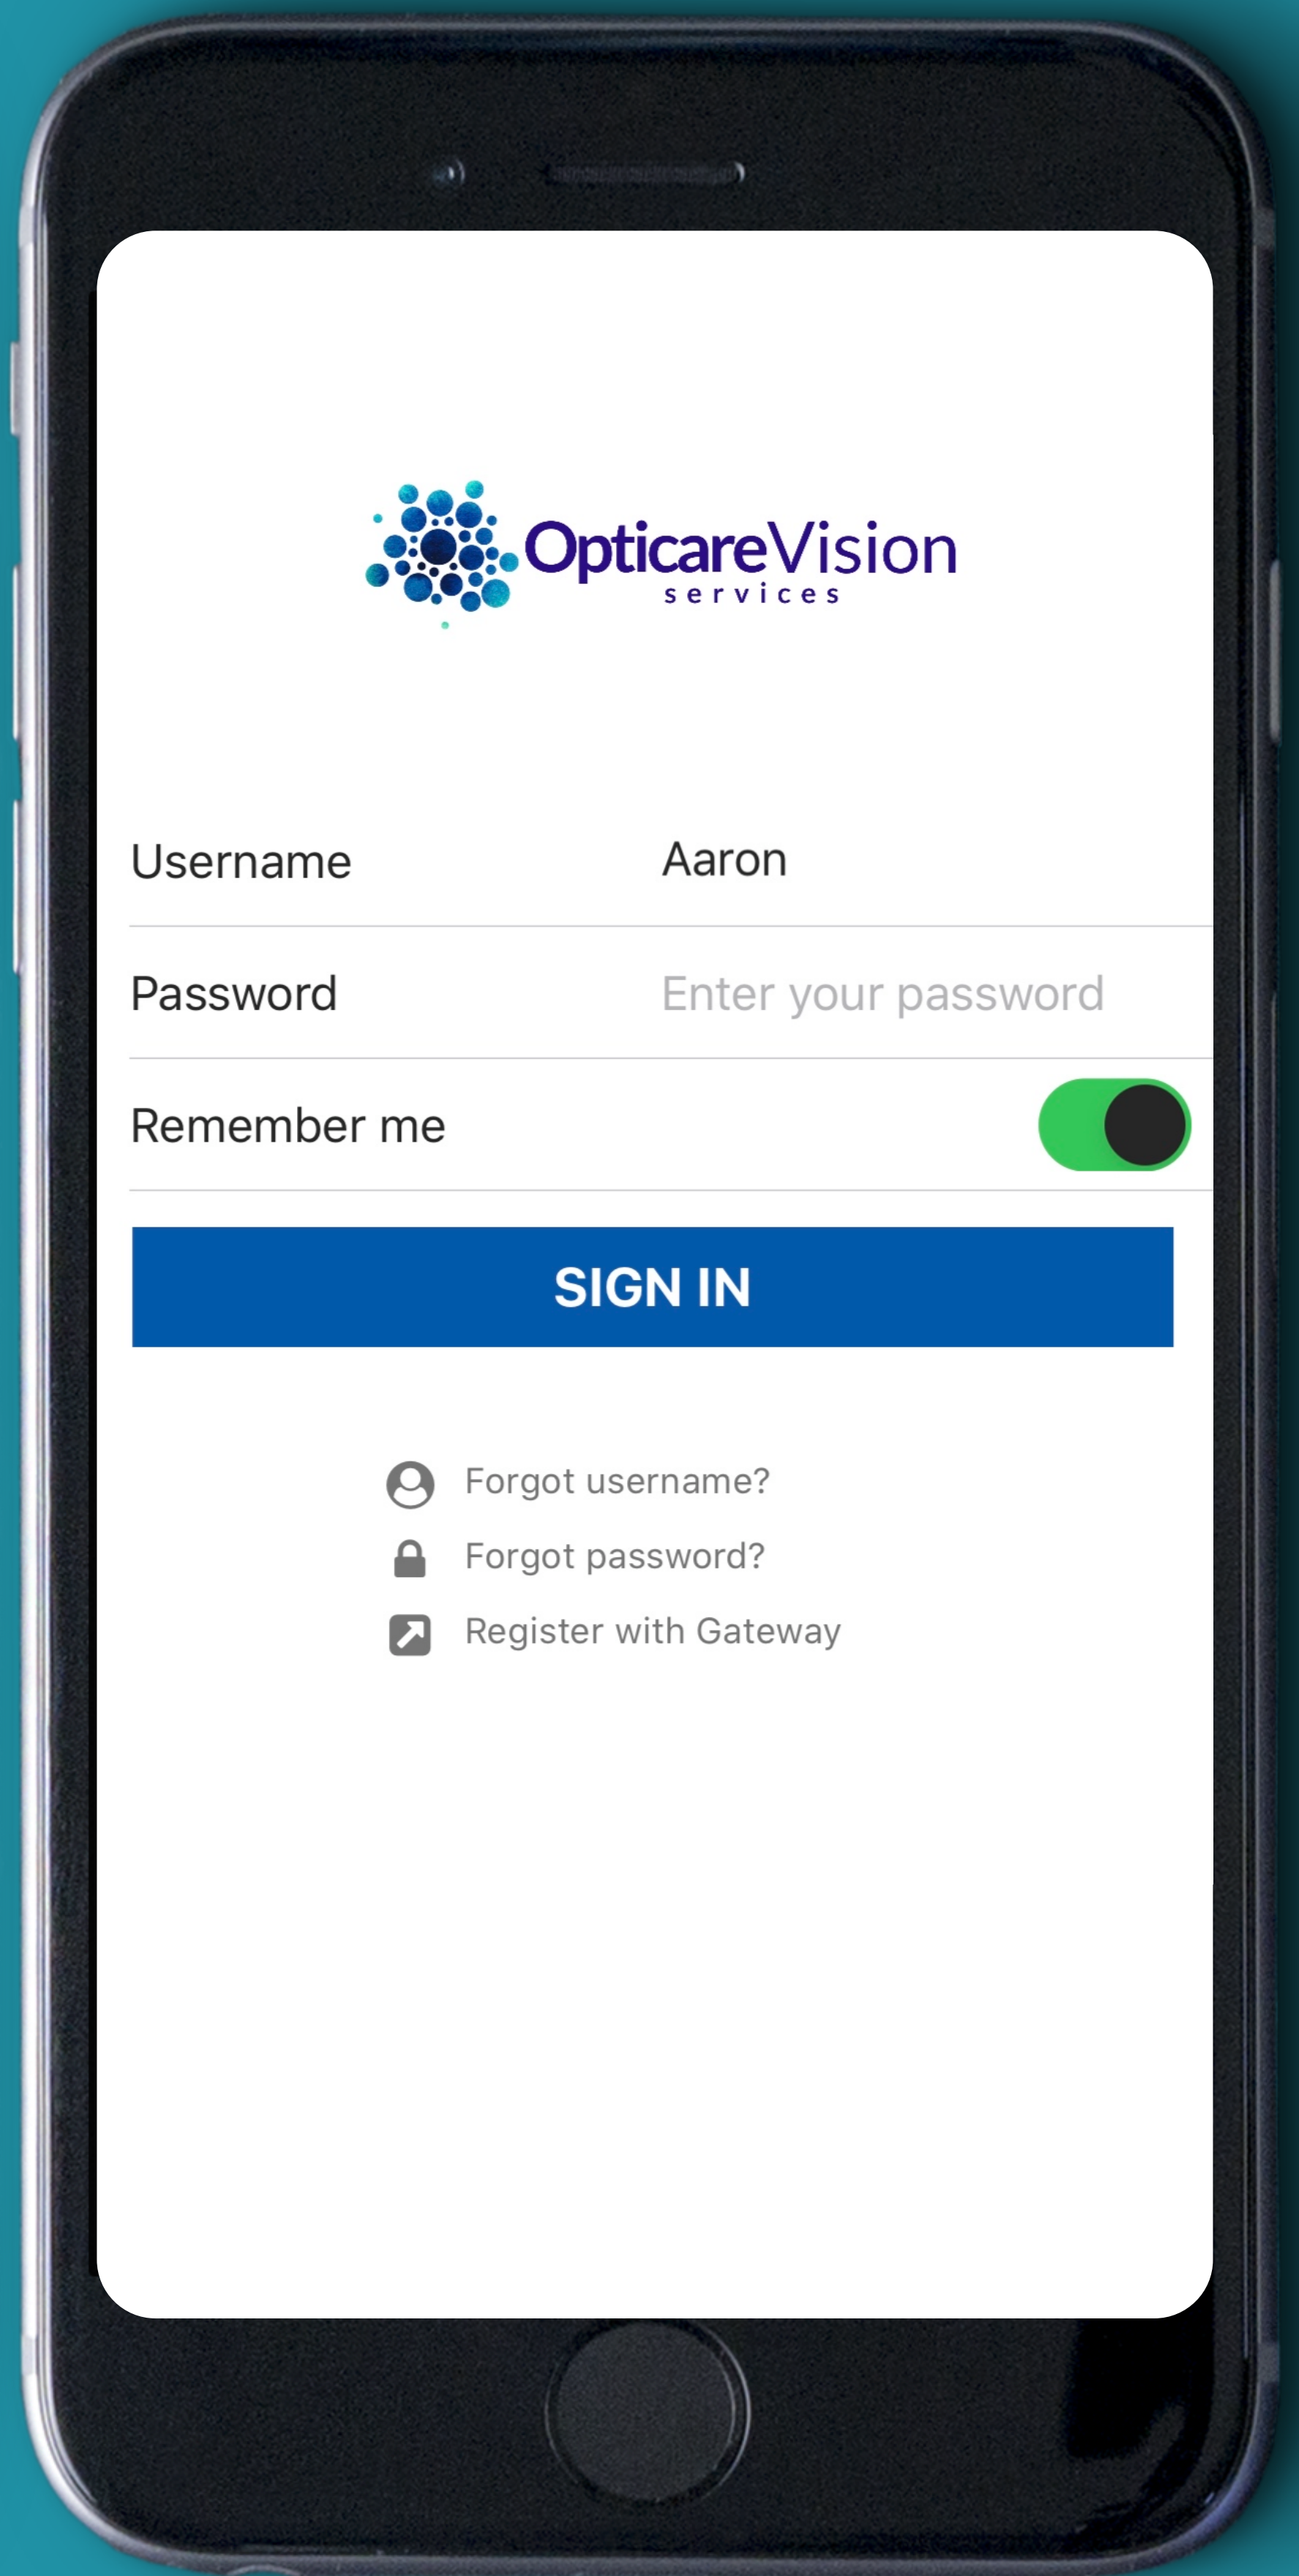 OpticareVision
services
Username Aaron
Password Enter your password
Remember me
SIGN IN
Forgot username?
Forgot password?
Register with Gateway